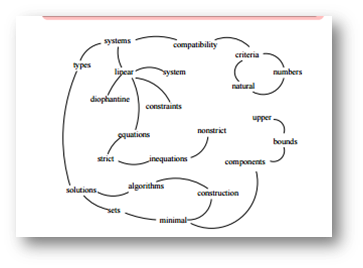 systems
compatibility
criteria
types
linear
system
numbers
natural
diophantine
constraints
upper
nonstrict
equations
bounds
strict
inequations
components
algorithms
solutions
construction
sets
minimal